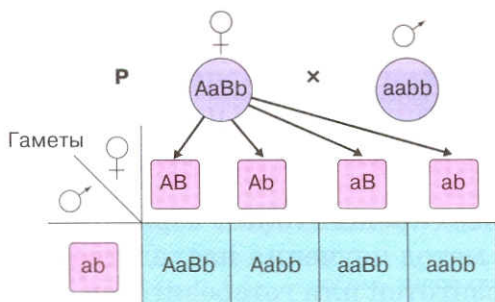 ♀ ♂
P AaBb × aabb
Гаметы ♀
♂ AB Ab aB ab
ab AaBb Aabb aaBb aabb